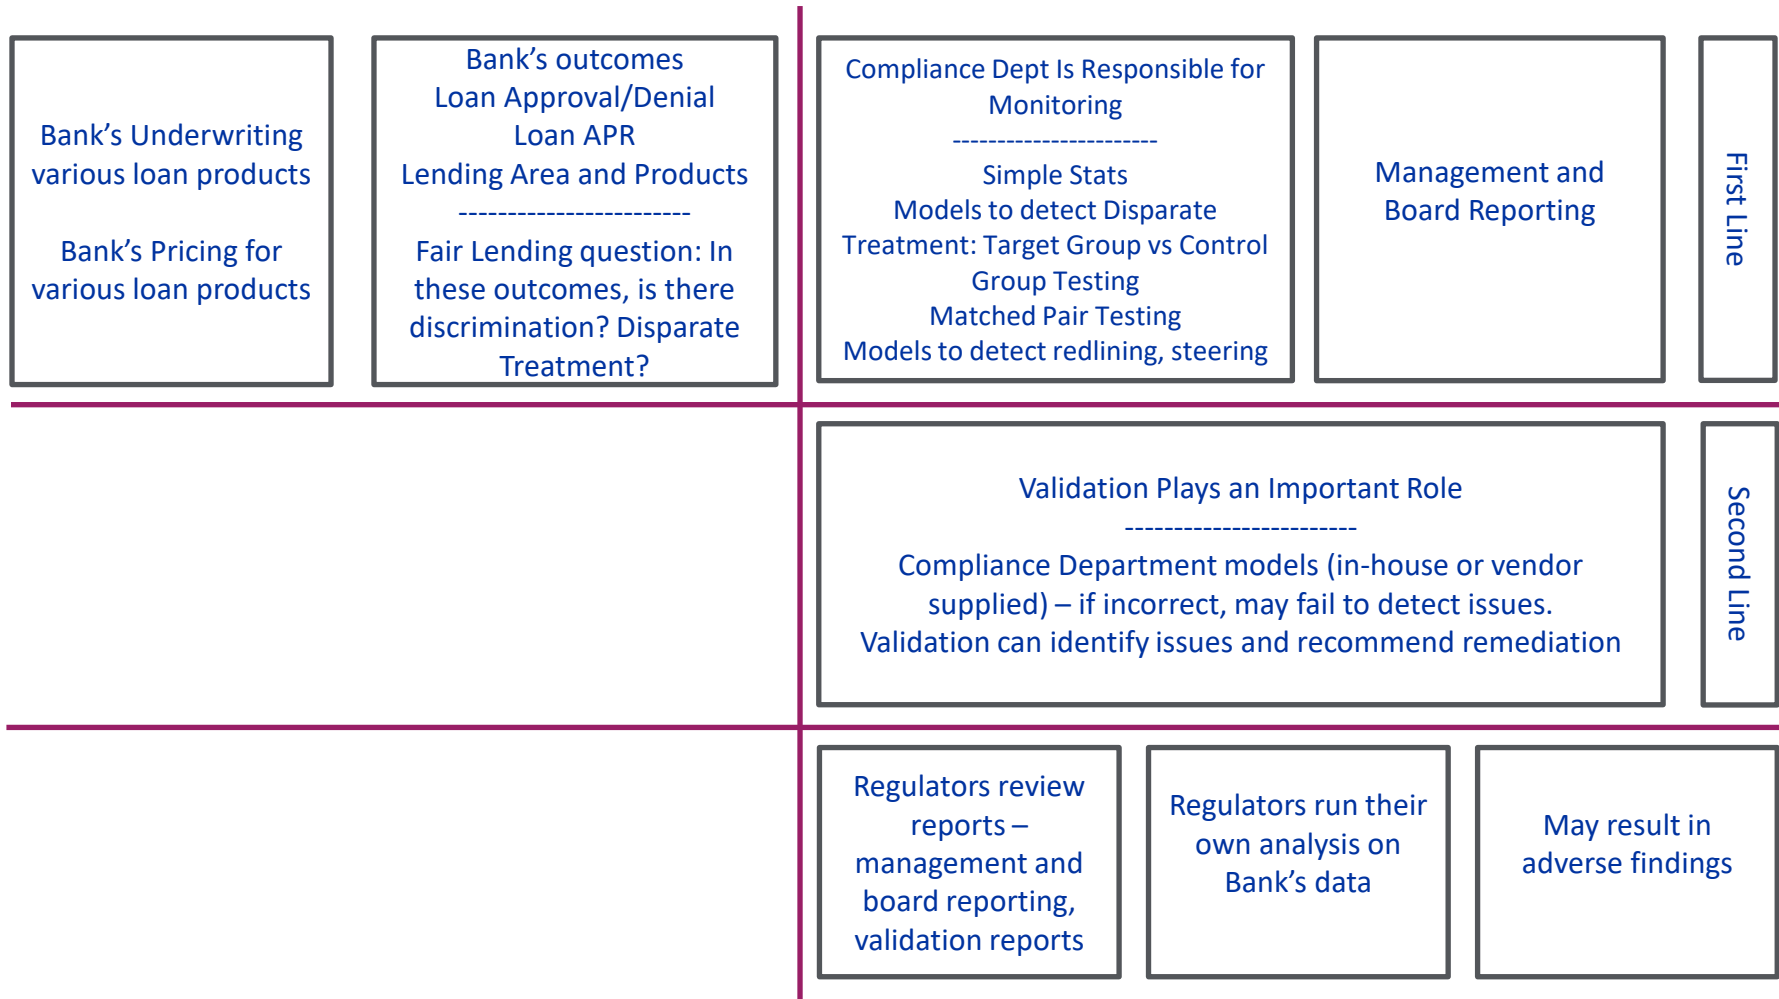 Bank’s Underwriting
various loan products
Bank’s Pricing for
various loan products
Bank’s outcomes
Loan Approval/Denial
Loan APR
Lending Area and Products
------------------------
Fair Lending question: In
these outcomes, is there
discrimination? Disparate
Treatment?
Compliance Dept Is Responsible for
Monitoring
-----------------------
Simple Stats
Models to detect Disparate
Treatment: Target Group vs Control
Group Testing
Matched Pair Testing
Models to detect redlining, steering
Management and
Board Reporting
First Line
Validation Plays an Important Role
------------------------
Compliance Department models (in-house or vendor
supplied) – if incorrect, may fail to detect issues.
Validation can identify issues and recommend remediation
Second Line
Regulators review
reports –
management and
board reporting,
validation reports
Regulators run their
own analysis on
Bank’s data
May result in
adverse findings